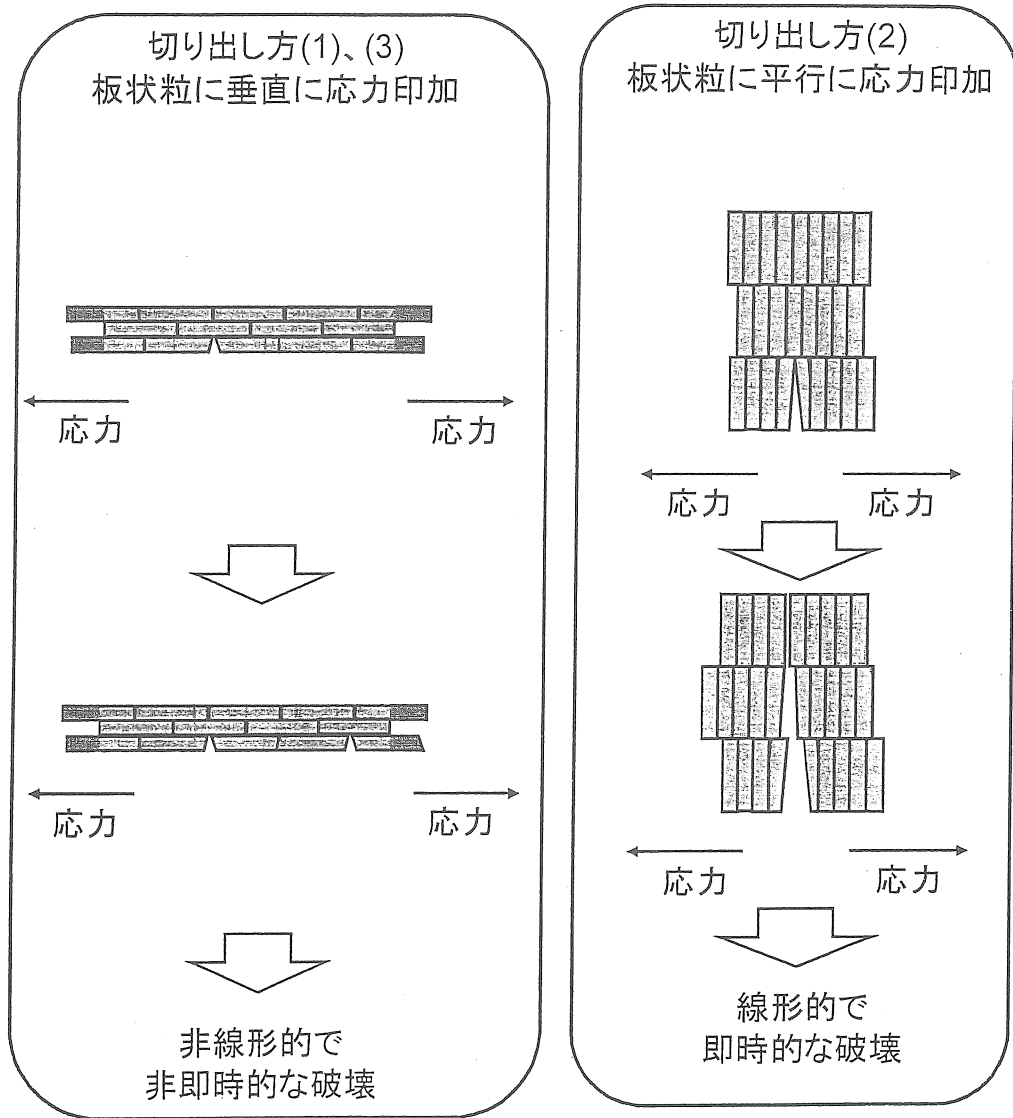 切り出し方(1)、(3)
板状粒に垂直に応力印加
応力
応力
応力
応力
非線形的で
非即時的な破壊
切り出し方(2)
板状粒に平行に応力印加
応力
応力
応力
応力
線形的で
即時的な破壊